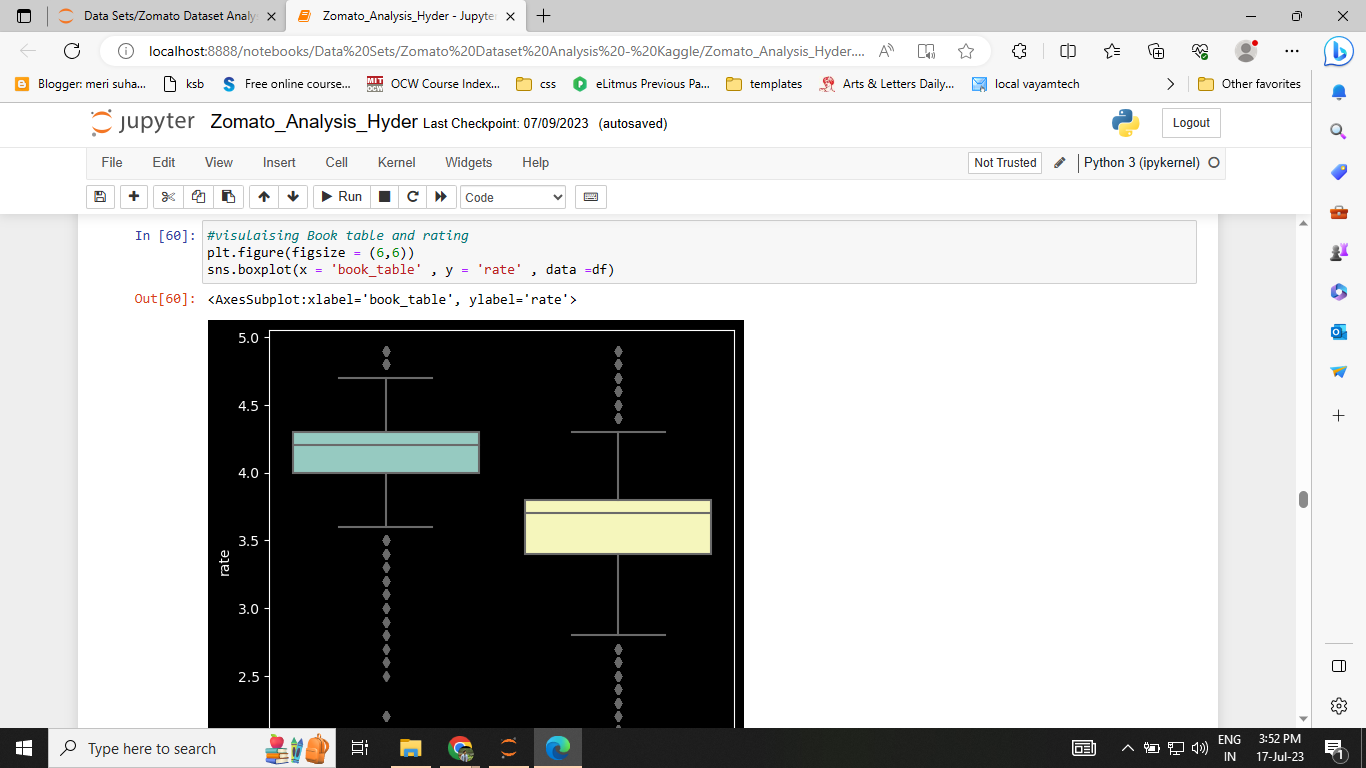 Data Sets/Zomato Dataset Analys
Zomato_Analysis_Hyder - Jupyter
localhost:8888/notebooks/Data%20Sets/Zomato%20Dataset%20Analysis%20-%20Kaggle/Zomato_Analysis_Hyder....
Blogger: meri suha...
ksb
Free online course...
MIT
OCW
OCW Course Index...
css
eLitmus Previous Pa...
templates
Arts & Letters Daily...
local vayamtech
Other favorites
jupyter
Zomato_Analysis_Hyder Last Checkpoint: 07/09/2023 (autosaved)
Logout
File Edit View Insert Cell Kernel Widgets Help
Not Trusted
Python 3 (ipykernel)
Run
Code
In [60]: #visulaising Book table and rating
plt.figure(figsize = (6,6))
sns.boxplot(x = 'book_table' , y = 'rate' , data =df)
Out[60]: <AxesSubplot:xlabel='book_table', ylabel='rate'>
5.0
4.5
4.0
3.5
rate
3.0
2.5
Type here to search
ENG
IN
3:52 PM
17-Jul-23
1